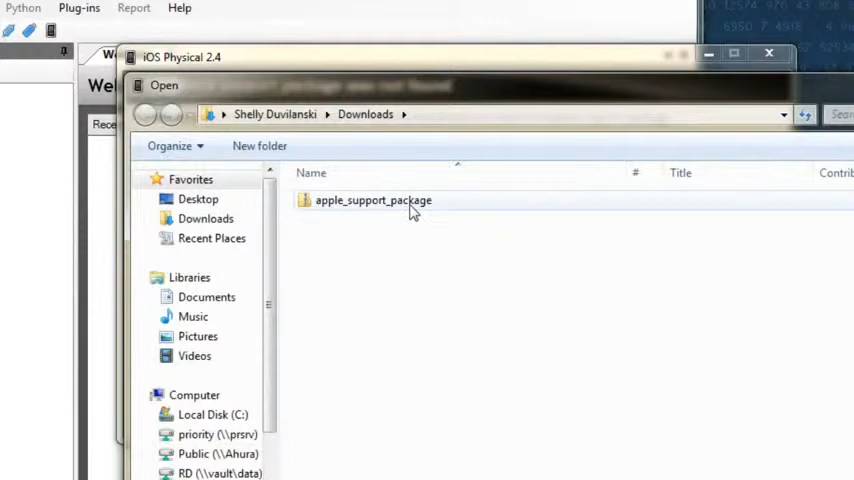 Python Plug-ins Report Help
iOS Physical 2.4
Open
Shelly Duvilanski Downloads
Organize New folder
Name # Title Contrib
Favorites
apple_support_package
Desktop
Downloads
Recent Places
Libraries
Documents
Music
Pictures
Videos
Computer
Local Disk (C:)
priority (\\prsrv)
Public (\\Ahura)
RD (\\vault\data)
Wel
Rece